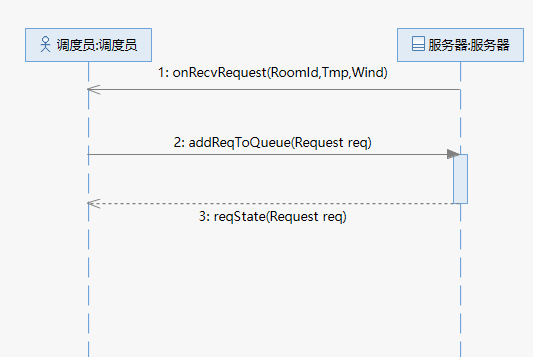 调度员:调度员
服务器:服务器
1: onRecvRequest(RoomId,Tmp,Wind)
2: addReqToQueue(Request req)
3: reqState(Request req)